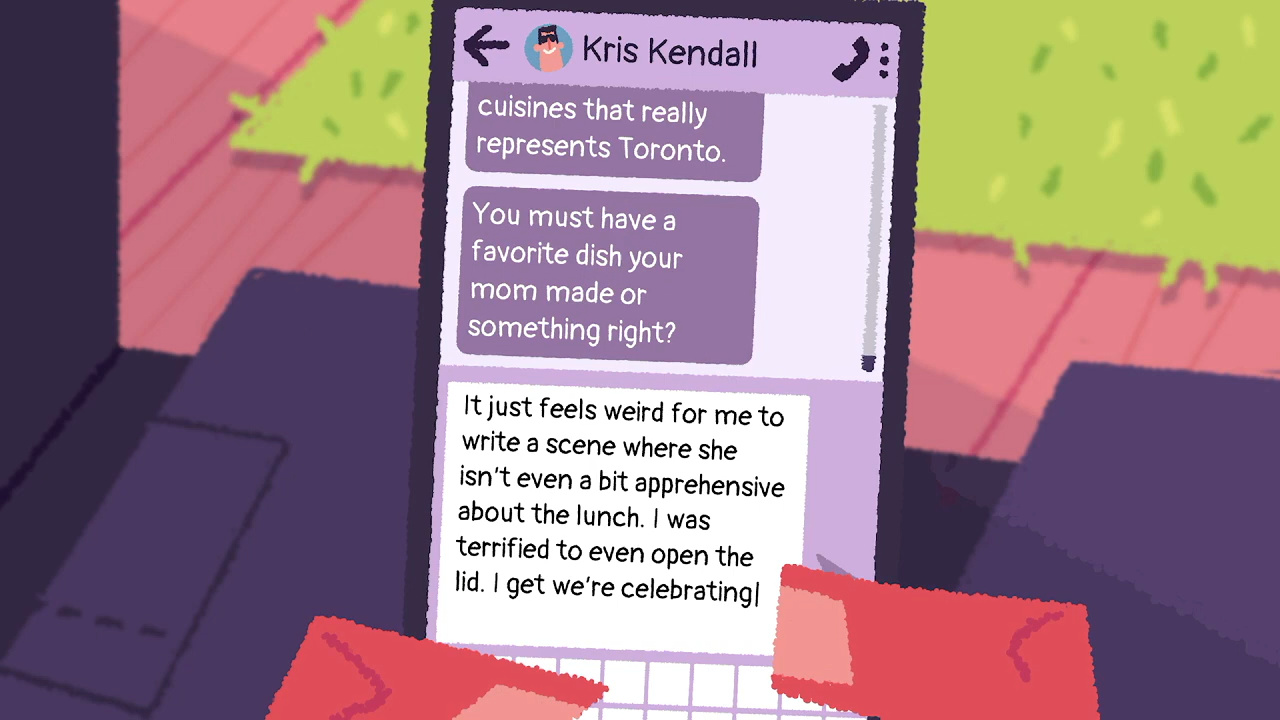 Kris Kendall
cuisines that really
represents Toronto.
You must have a
favorite dish your
mom made or
something right?
It just feels weird for me to
write a scene where she
isn't even a bit apprehensive
about the lunch. I was
terrified to even open the
lid. I get we're celebrating